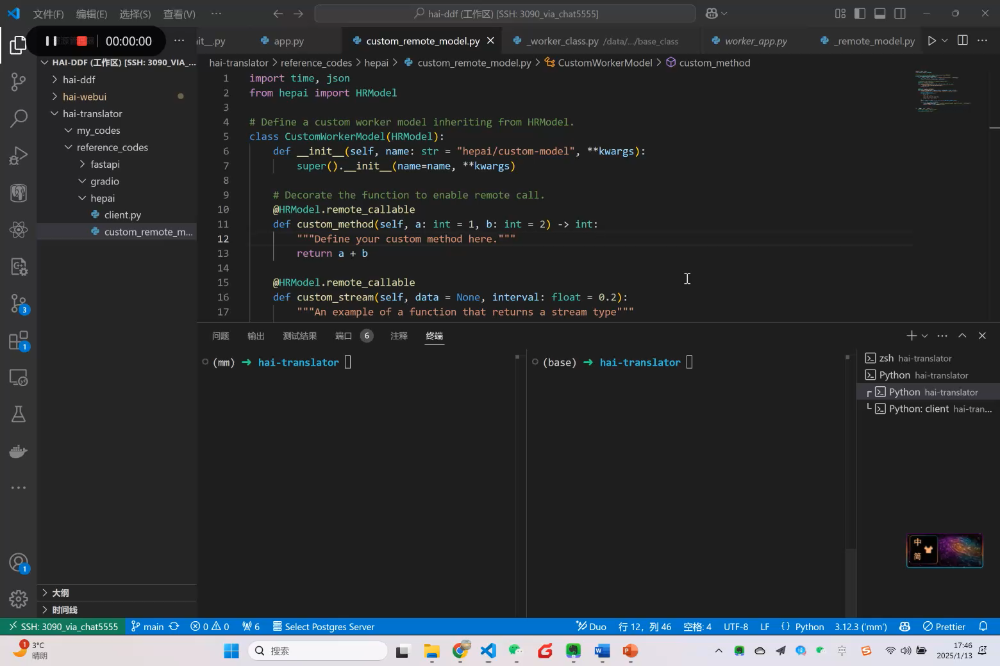 文件(F) 编辑(E) 选择(S) 查看(V) ··· hai-ddf (工作区) [SSH: 3090_via_chat5555]
00:00:00 ··· it__.py app.py custom_remote_model.py _worker_class.py /data/.../base_class worker_app.py _remote_model.py
HAI-DDF (工作区) [SSH: 3090_VIA_...
hai-ddf
hai-webui
hai-translator
my_codes
reference_codes
fastapi
gradio
hepai
client.py
custom_remote_m...
大纲
时间线
hai-translator > reference_codes > hepai > custom_remote_model.py > CustomWorkerModel > custom_method
1 import time, json
2 from hepai import HRModel
3
4 # Define a custom worker model inheriting from HRModel.
5 class CustomWorkerModel(HRModel):
6 def __init__(self, name: str = "hepai/custom-model", **kwargs):
7 super().__init__(name=name, **kwargs)
8
9 # Decorate the function to enable remote call.
10 @HRModel.remote_callable
11 def custom_method(self, a: int = 1, b: int = 2) -> int:
12 """Define your custom method here."""
13 return a + b
14
15 @HRModel.remote_callable
16 def custom_stream(self, data = None, interval: float = 0.2):
17 """An example of a function that returns a stream type"""
问题 输出 测试结果 端口 6 注释 终端
(mm) ➜ hai-translator
(base) ➜ hai-translator
zsh hai-translator
Python hai-translator
Python hai-translator
Python: client hai-tran...
3
1
1
中
简
SSH: 3090_via_chat5555 main 0 0 6 Select Postgres Server Duo 行 12, 列 46 空格: 4 UTF-8 LF { } Python 3.12.3 ('mm') Prettier
1 3°C
晴朗
搜索
中
17:46
2025/1/13